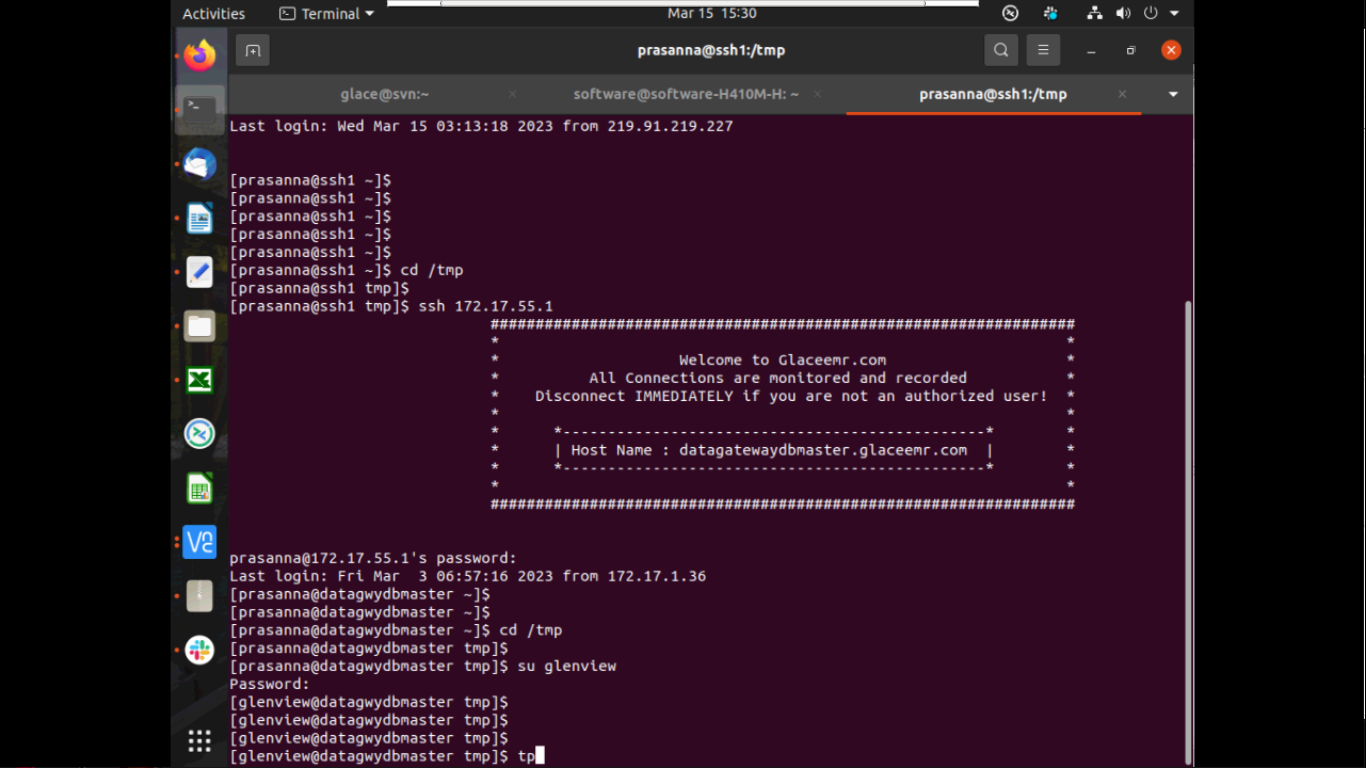 Activities Terminal Mar 15 15:30
prasanna@ssh1:/tmp
glace@svn:~ software@software-H410M-H: ~ prasanna@ssh1:/tmp
Last login: Wed Mar 15 03:13:18 2023 from 219.91.219.227
[prasanna@ssh1 ~]$
[prasanna@ssh1 ~]$
[prasanna@ssh1 ~]$
[prasanna@ssh1 ~]$
[prasanna@ssh1 ~]$
[prasanna@ssh1 ~]$ cd /tmp
[prasanna@ssh1 tmp]$
[prasanna@ssh1 tmp]$ ssh 172.17.55.1
#################################################################
* *
* Welcome to Glaceemr.com *
* All Connections are monitored and recorded *
* Disconnect IMMEDIATELY if you are not an authorized user! *
* *
* *-----------------------------------------------* *
* | Host Name : datagatewaydbmaster.glaceemr.com | *
* *-----------------------------------------------* *
* *
#################################################################
prasanna@172.17.55.1's password:
Last login: Fri Mar  3 06:57:16 2023 from 172.17.1.36
[prasanna@datagwydbmaster ~]$
[prasanna@datagwydbmaster ~]$
[prasanna@datagwydbmaster ~]$ cd /tmp
[prasanna@datagwydbmaster tmp]$
[prasanna@datagwydbmaster tmp]$ su glenview
Password:
[glenview@datagwydbmaster tmp]$
[glenview@datagwydbmaster tmp]$
[glenview@datagwydbmaster tmp]$
[glenview@datagwydbmaster tmp]$ tp